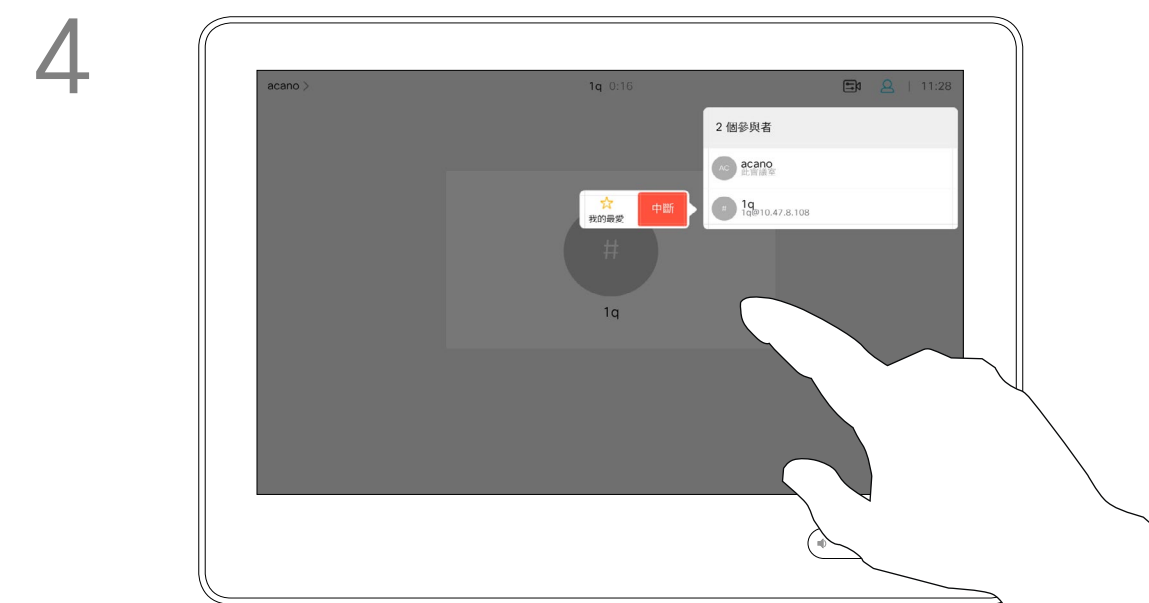 4
acano >
1q 0:16
11:28
2 個參與者
AC
acano
此會議室
#
1q
1q@10.47.8.108
我的最愛
中斷
#
1q